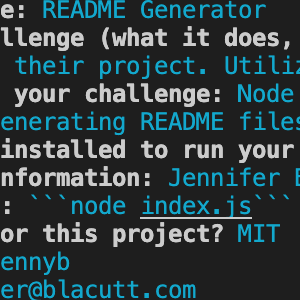 e: README Generator
llenge (what it does,
their project. Utiliz
your challenge: Node
enerating README files
installed to run your
nformation: Jennifer
: ```node index.js```
or this project? MIT
ennyb
er@blacutt.com